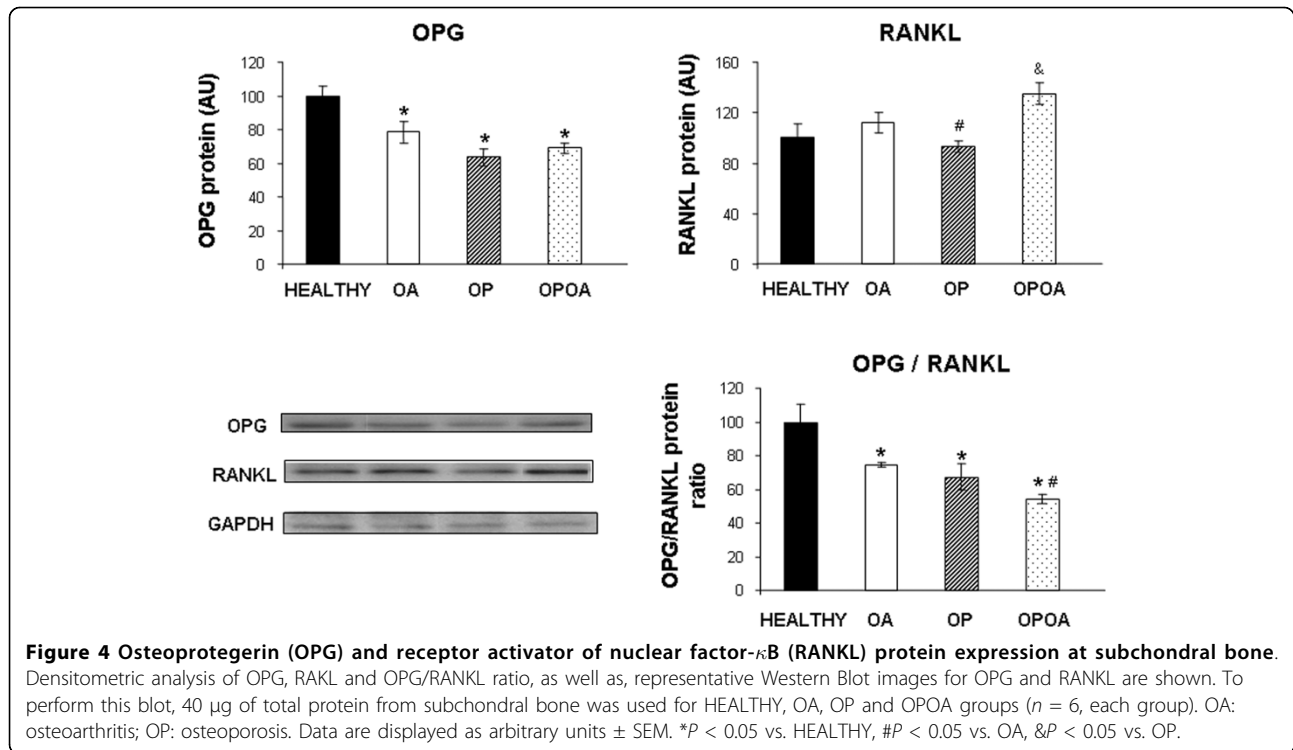 OPG
OPG protein (AU)
120
100
80
60
40
20
0
*
*
*
HEALTHY OA OP OPOA
RANKL
RANKL protein (AU)
160
120
80
40
0
#
&
HEALTHY OA OP OPOA
OPG
RANKL
GAPDH
OPG / RANKL
OPG/RANKL protein
ratio
120
100
80
60
40
20
0
*
*
* #
HEALTHY OA OP OPOA
Figure 4 Osteoprotegerin (OPG) and receptor activator of nuclear factor-κB (RANKL) protein expression at subchondral bone.
Densitometric analysis of OPG, RAKL and OPG/RANKL ratio, as well as, representative Western Blot images for OPG and RANKL are shown. To
perform this blot, 40 μg of total protein from subchondral bone was used for HEALTHY, OA, OP and OPOA groups (n = 6, each group). OA:
osteoarthritis; OP: osteoporosis. Data are displayed as arbitrary units ± SEM. *P < 0.05 vs. HEALTHY, #P < 0.05 vs. OA, &P < 0.05 vs. OP.